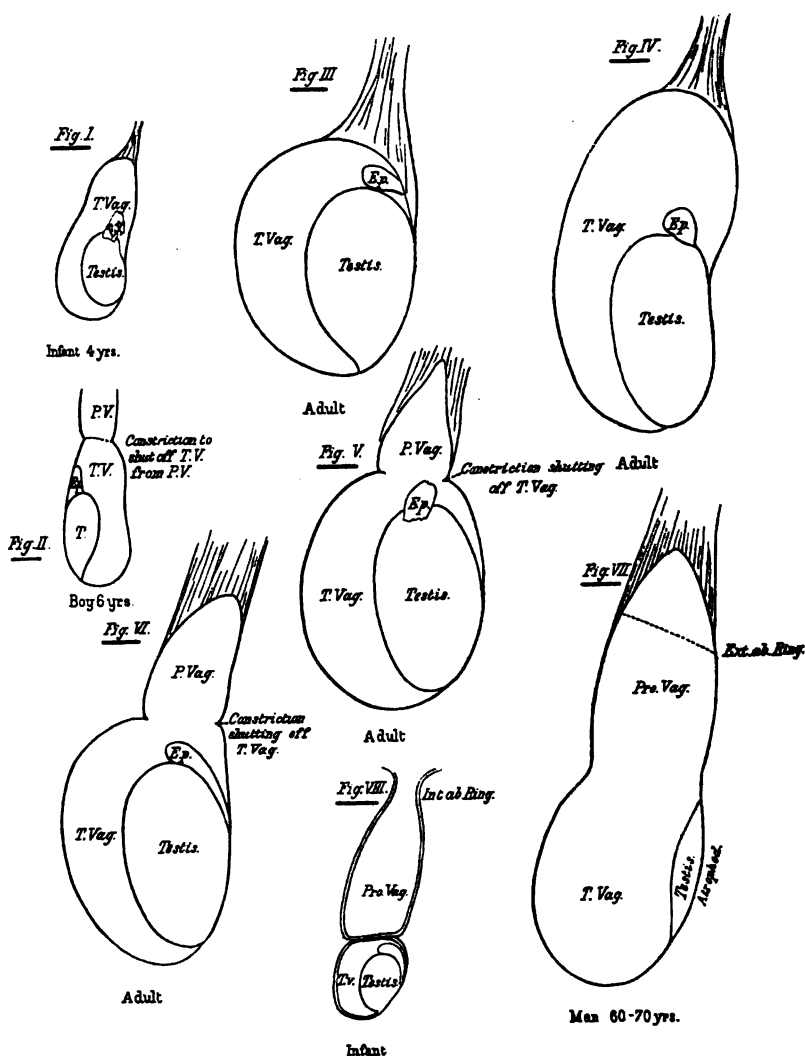 Fig. I.
T. Vag.
Testis.
Infant 4 yrs.
Fig. III
Ep.
T. Vag.
Testis.
Adult
Fig. IV.
T. Vag.
Ep.
Testis.
Adult
P.V.
Constriction to
shut off T.V.
from P.V.
T.V.
Ep.
T.
Fig. II.
Boy 6 yrs.
Fig. V.
P. Vag.
Constriction shutting
off T. Vag.
Ep.
T. Vag.
Testis.
Adult
Fig. VI.
P. Vag.
Constriction
shutting off
T. Vag.
Ep.
T. Vag.
Testis.
Adult
Fig. VII.
Ext. ab. Ring.
Pro. Vag.
T. Vag.
Testis.
Atrophed.
Man 60-70 yrs.
Fig. VIII.
Int ab Ring.
Pro. Vag.
T.v.
Testis.
Infant